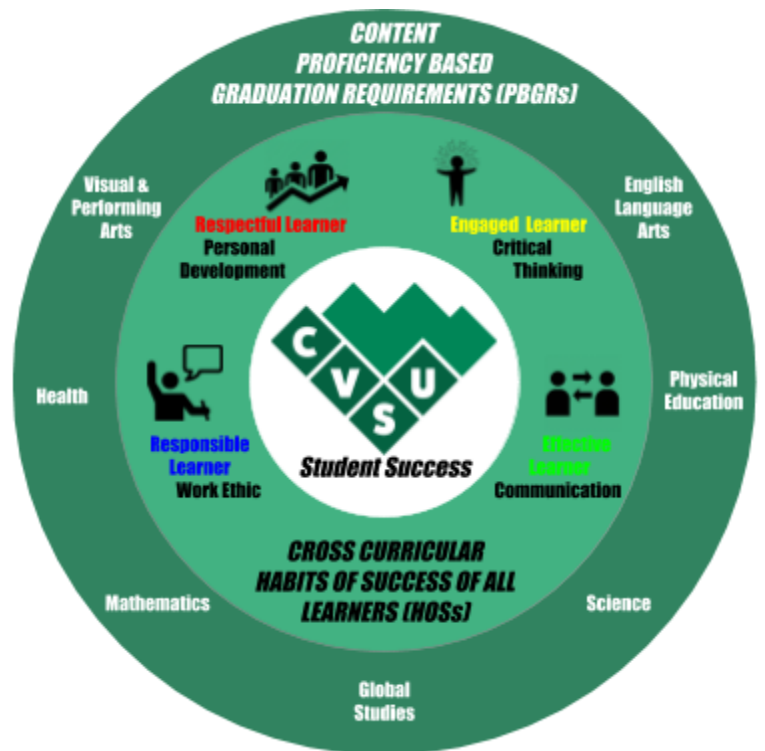 CONTENT
PROFICIENCY BASED
GRADUATION REQUIREMENTS (PBGRs)
Visual &
Performing
Arts
English
Language
Arts
Respectful Learner
Personal
Development
Engaged Learner
Critical
Thinking
C
V
S
U
Student Success
Health
Physical
Education
Responsible
Learner
Work Ethic
Effective
Learner
Communication
CROSS CURRICULAR
HABITS OF SUCCESS OF ALL
LEARNERS (HOSs)
Mathematics
Science
Global
Studies